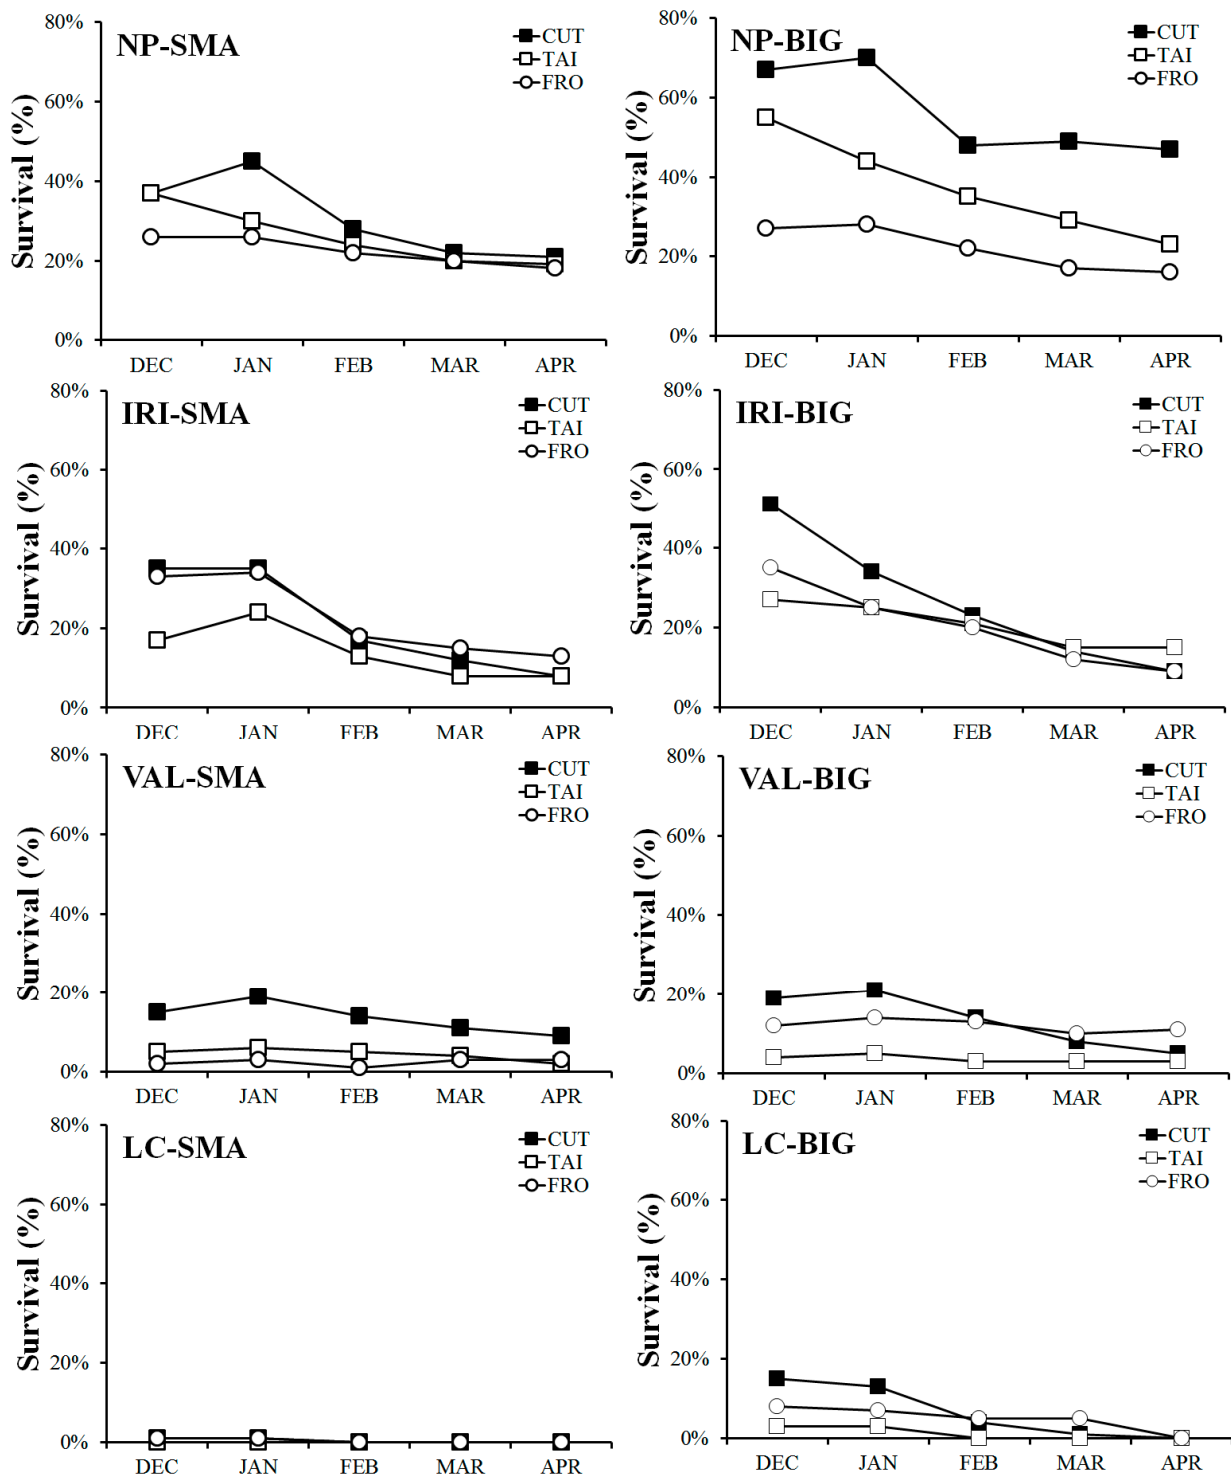 NP-SMA
CUT
TAI
FRO
Survival (%)
80%
60%
40%
20%
0%
DEC JAN FEB MAR APR
NP-BIG
CUT
TAI
FRO
Survival (%)
80%
60%
40%
20%
0%
DEC JAN FEB MAR APR
IRI-SMA
CUT
TAI
FRO
Survival (%)
80%
60%
40%
20%
0%
DEC JAN FEB MAR APR
IRI-BIG
CUT
TAI
FRO
Survival (%)
80%
60%
40%
20%
0%
DEC JAN FEB MAR APR
VAL-SMA
CUT
TAI
FRO
Survival (%)
80%
60%
40%
20%
0%
DEC JAN FEB MAR APR
VAL-BIG
CUT
TAI
FRO
Survival (%)
80%
60%
40%
20%
0%
DEC JAN FEB MAR APR
LC-SMA
CUT
TAI
FRO
Survival (%)
80%
60%
40%
20%
0%
DEC JAN FEB MAR APR
LC-BIG
CUT
TAI
FRO
Survival (%)
80%
60%
40%
20%
0%
DEC JAN FEB MAR APR